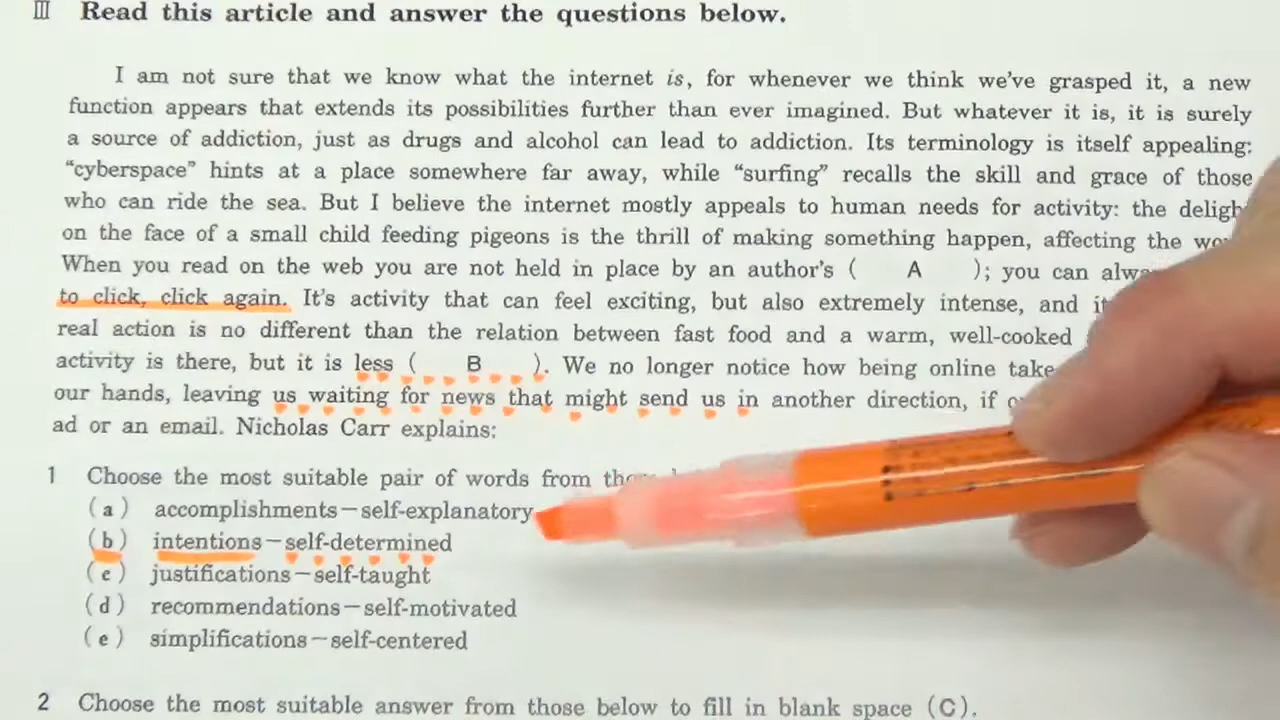 III Read this article and answer the questions below.
I am not sure that we know what the internet is, for whenever we think we've grasped it, a new
function appears that extends its possibilities further than ever imagined. But whatever it is, it is surely
a source of addiction, just as drugs and alcohol can lead to addiction. Its terminology is itself appealing:
“cyberspace” hints at a place somewhere far away, while “surfing” recalls the skill and grace of those
who can ride the sea. But I believe the internet mostly appeals to human needs for activity: the
on the face of a small child feeding pigeons is the thrill of making something happen, affecting the
When you read on the web you are not held in place by an author's ( A ); you can
to click, click again. It's activity that can feel exciting, but also extremely intense, and
real action is no different than the relation between fast food and a warm, well-cooked
activity is there, but it is less ( B ). We no longer notice how being online
our hands, leaving us waiting for news that might send us in another direction, if
ad or an email. Nicholas Carr explains:
1 Choose the most suitable pair of words from
(a) accomplishments－self-explanatory
(b) intentions－self-determined
(c) justifications－self-taught
(d) recommendations－self-motivated
(e) simplifications－self-centered
2 Choose the most suitable answer from those below to fill in blank space (C).